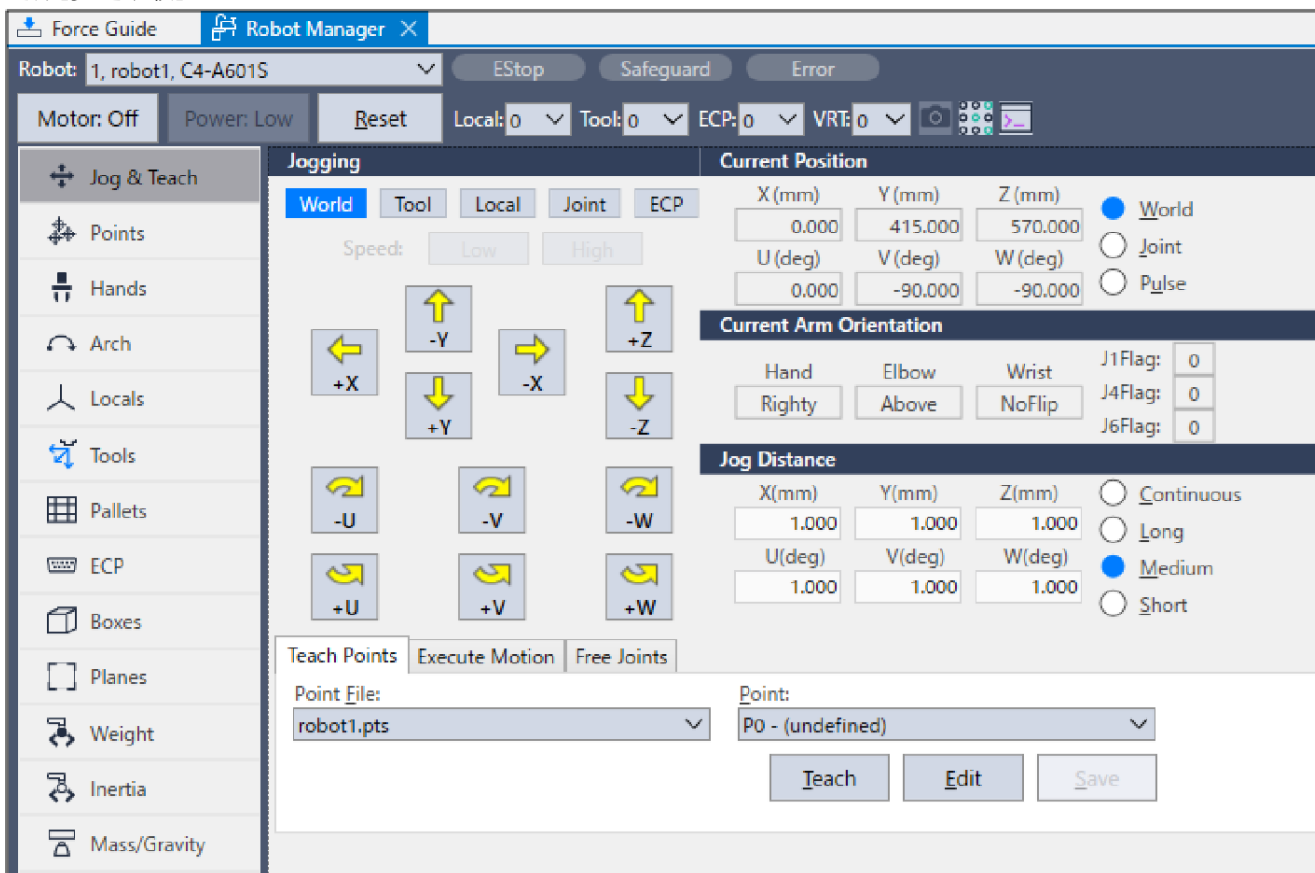 Force Guide
Robot Manager
Robot: 1, robot1, C4-A601S EStop Safeguard Error
Motor: Off Power: Low Reset Local: 0 Tool: 0 ECP: 0 VRT: 0
Jog & Teach
Points
Hands
Arch
Locals
Tools
Pallets
ECP
Boxes
Planes
Weight
Inertia
Mass/Gravity
Jogging
World Tool Local Joint ECP
Speed: Low High
-Y
+Z
+X
-X
+Y
-Z
-U -V -W
+U +V +W
Current Position
X (mm) Y (mm) Z (mm)
0.000 415.000 570.000
U (deg) V (deg) W (deg)
0.000 -90.000 -90.000
World
Joint
Pulse
Current Arm Orientation
Hand Elbow Wrist
Righty Above NoFlip
J1Flag: 0
J4Flag: 0
J6Flag: 0
Jog Distance
X(mm) Y(mm) Z(mm)
1.000 1.000 1.000
U(deg) V(deg) W(deg)
1.000 1.000 1.000
Continuous
Long
Medium
Short
Teach Points Execute Motion Free Joints
Point File:
robot1.pts
Point:
P0 - (undefined)
Teach Edit Save